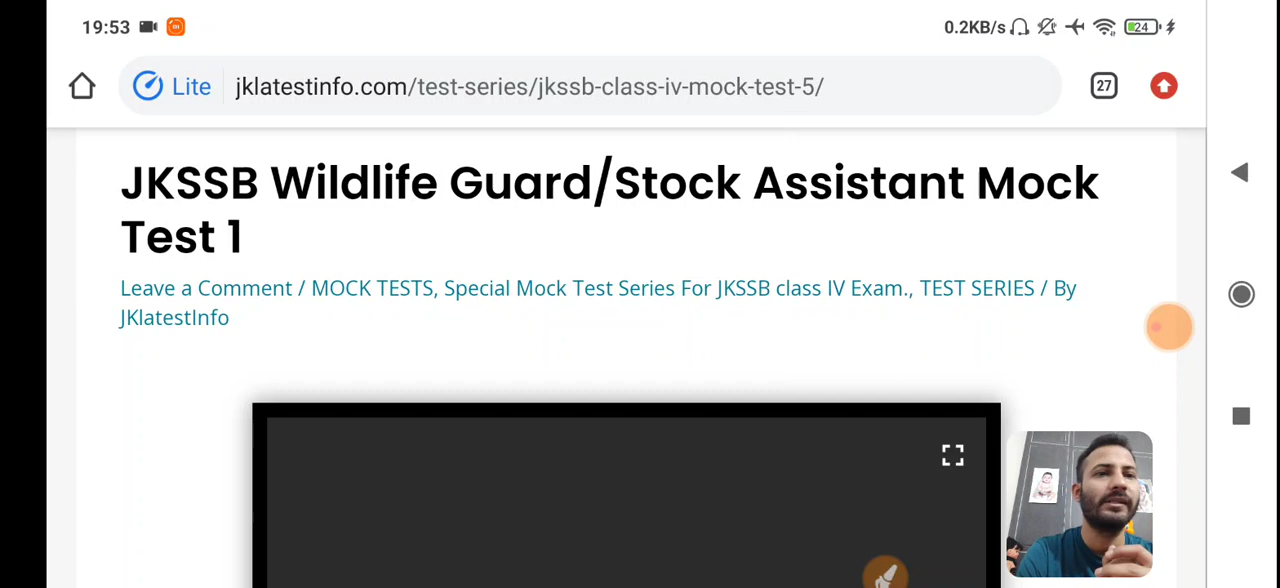 19:53
0.2KB/s
24
Lite
jklatestinfo.com/test-series/jkssb-class-iv-mock-test-5/
27
JKSSB Wildlife Guard/Stock Assistant Mock
Test 1
Leave a Comment / MOCK TESTS, Special Mock Test Series For JKSSB class IV Exam., TEST SERIES / By
JKlatestInfo